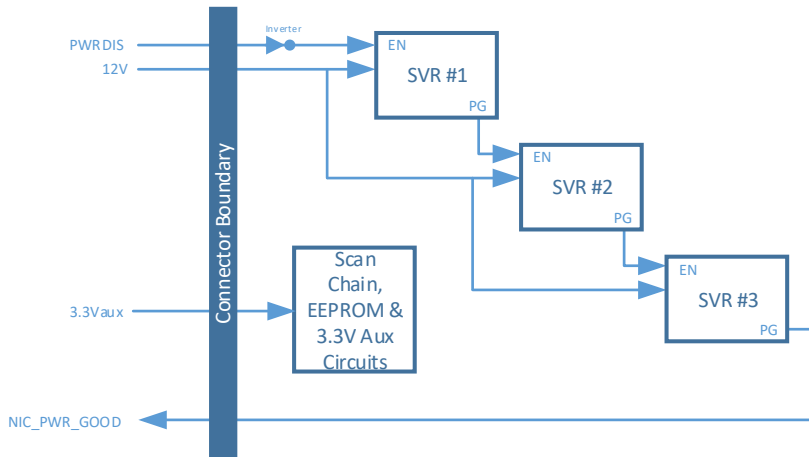 PWRDIS
Inverter
12V
EN
SVR #1
PG
Connector Boundary
EN
SVR #2
PG
Scan
Chain,
EEPROM &
3.3V Aux
Circuits
EN
SVR #3
PG
3.3Vaux
NIC_PWR_GOOD